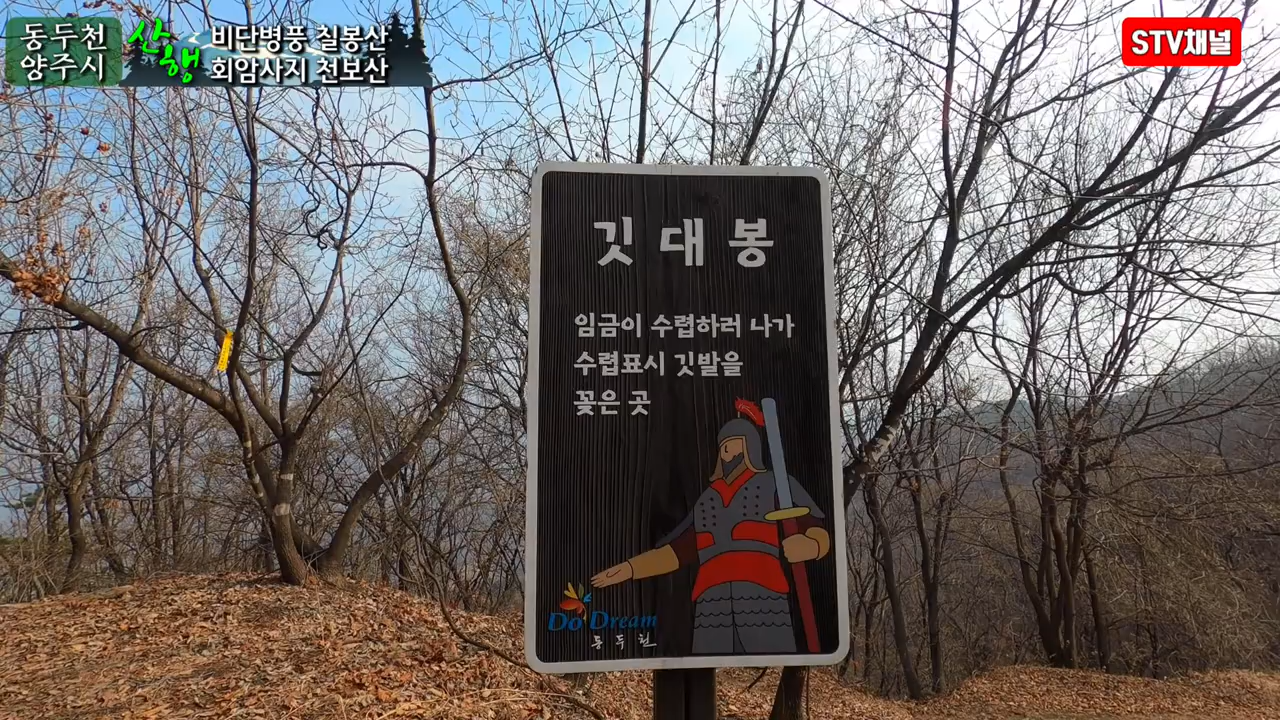 동두천
양주시
산행
비단병풍 칠봉산
회암사지 천보산
STV채널
깃대봉
임금이 수렵하러 나가
수렵표시 깃발을
꽂은 곳
Do Dream
동두천